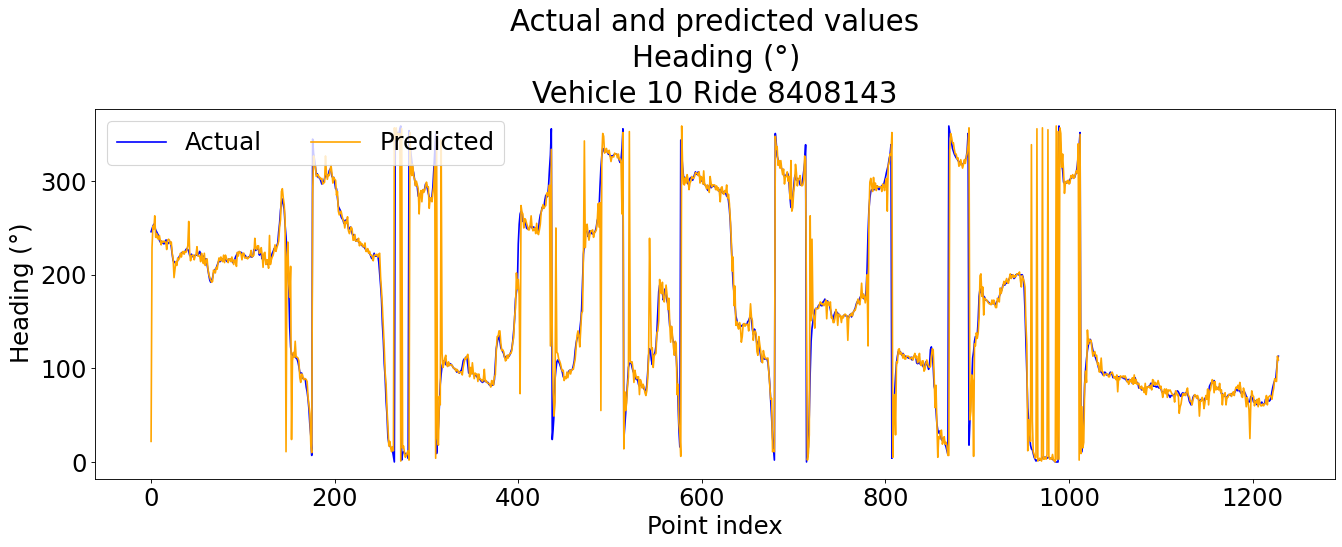 Actual and predicted values
Heading (°)
Vehicle 10 Ride 8408143
Actual Predicted
Heading (°)
300
200
100
0
0 200 400 600 800 1000 1200
Point index